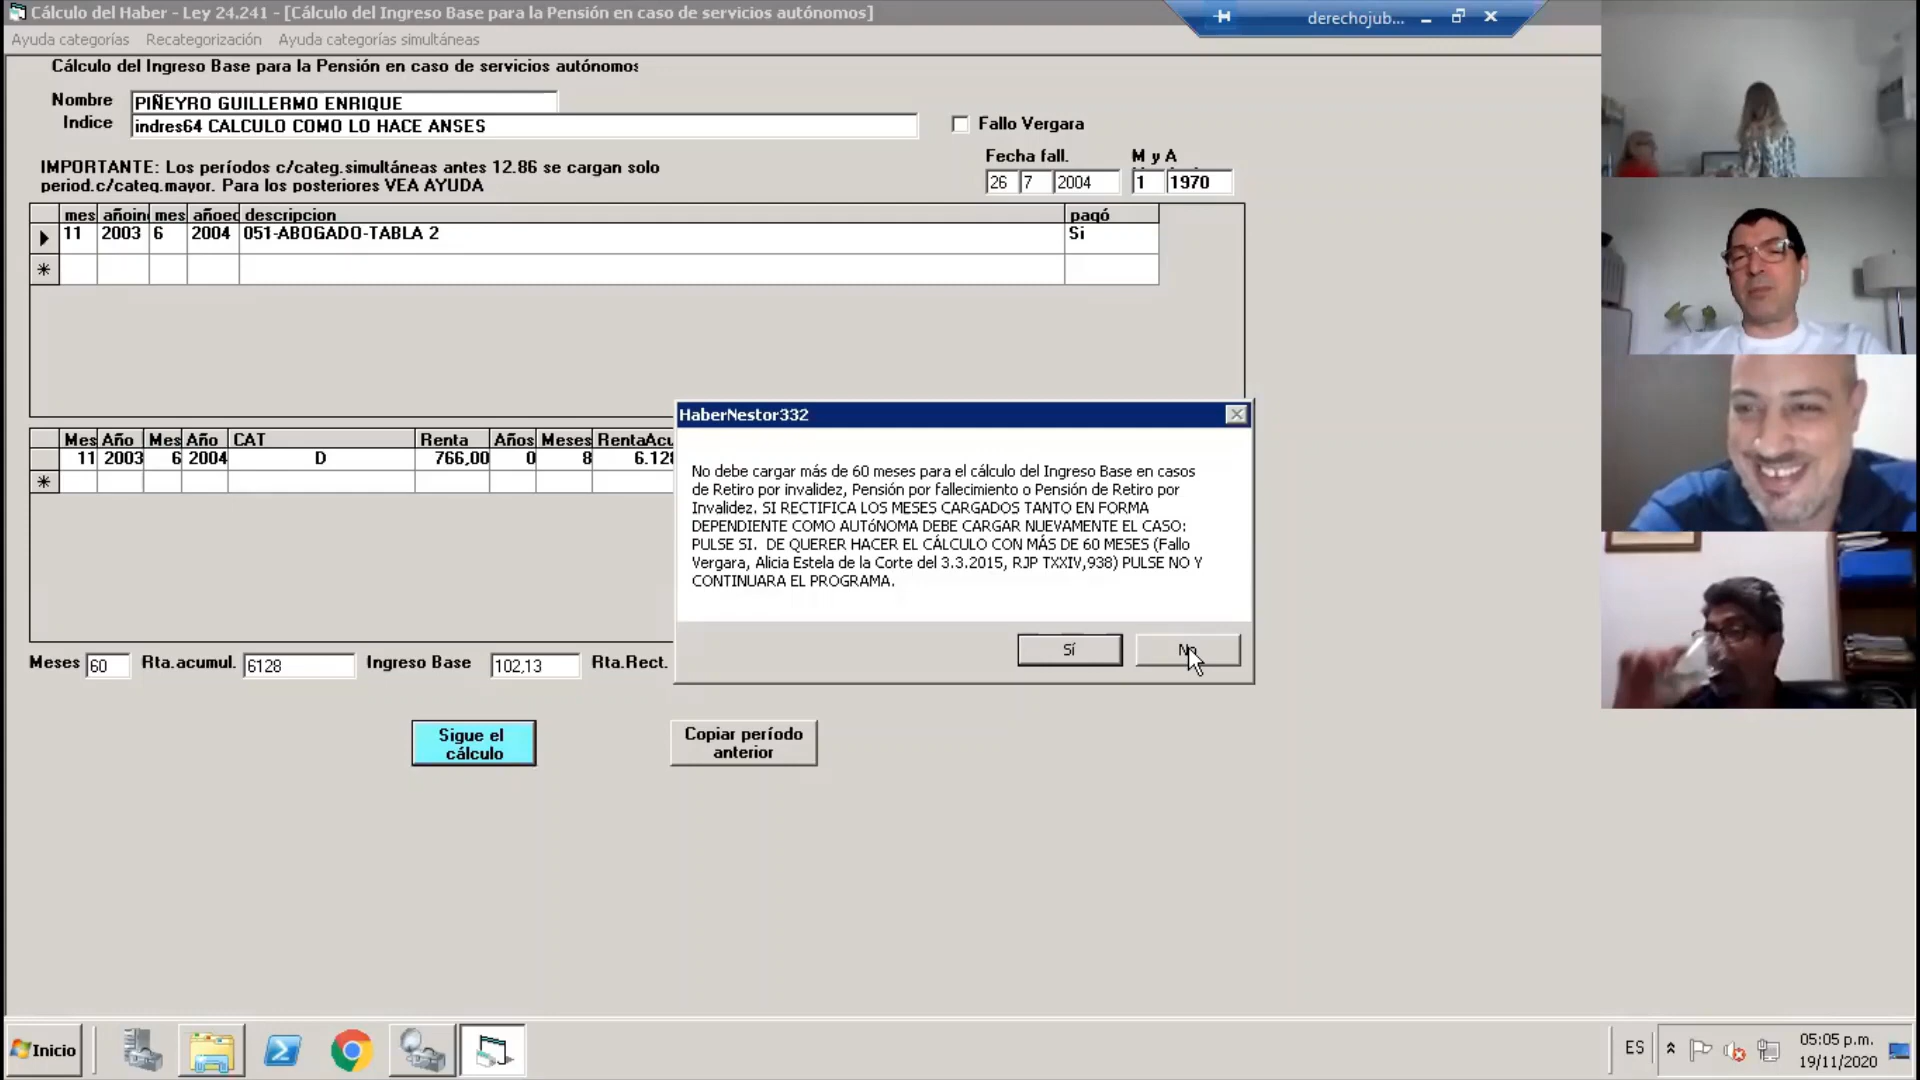 Cálculo del Haber - Ley 24.241 - [Cálculo del Ingreso Base para la Pensión en caso de servicios autónomos]
derechojub...
Ayuda categorías Recategorización Ayuda categorías simultáneas
Cálculo del Ingreso Base para la Pensión en caso de servicios autónomos
Nombre PIÑEYRO GUILLERMO ENRIQUE
Indice indres64 CALCULO COMO LO HACE ANSES
Fallo Vergara
IMPORTANTE: Los períodos c/categ.simultáneas antes 12.86 se cargan solo
period.c/categ.mayor. Para los posteriores VEA AYUDA
Fecha fall. M y A
26 7 2004 1 1970
mes añoin mes añoeg descripcion pagó
11 2003 6 2004 051-ABOGADO-TABLA 2 Si
Mes Año Mes Año CAT Renta Años Meses RentaAcu
11 2003 6 2004 D 766,00 0 8 6.128
HaberNestor332
No debe cargar más de 60 meses para el cálculo del Ingreso Base en casos
de Retiro por invalidez, Pensión por fallecimiento o Pensión de Retiro por
Invalidez. SI RECTIFICA LOS MESES CARGADOS TANTO EN FORMA
DEPENDIENTE COMO AUTóNOMA DEBE CARGAR NUEVAMENTE EL CASO:
PULSE SI. DE QUERER HACER EL CÁLCULO CON MÁS DE 60 MESES (Fallo
Vergara, Alicia Estela de la Corte del 3.3.2015, RJP TXXIV,938) PULSE NO Y
CONTINUARA EL PROGRAMA.
Sí No
Meses 60 Rta.acumul. 6128 Ingreso Base 102,13 Rta.Rect.
Sigue el
cálculo
Copiar período
anterior
Inicio
ES
05:05 p.m.
19/11/2020